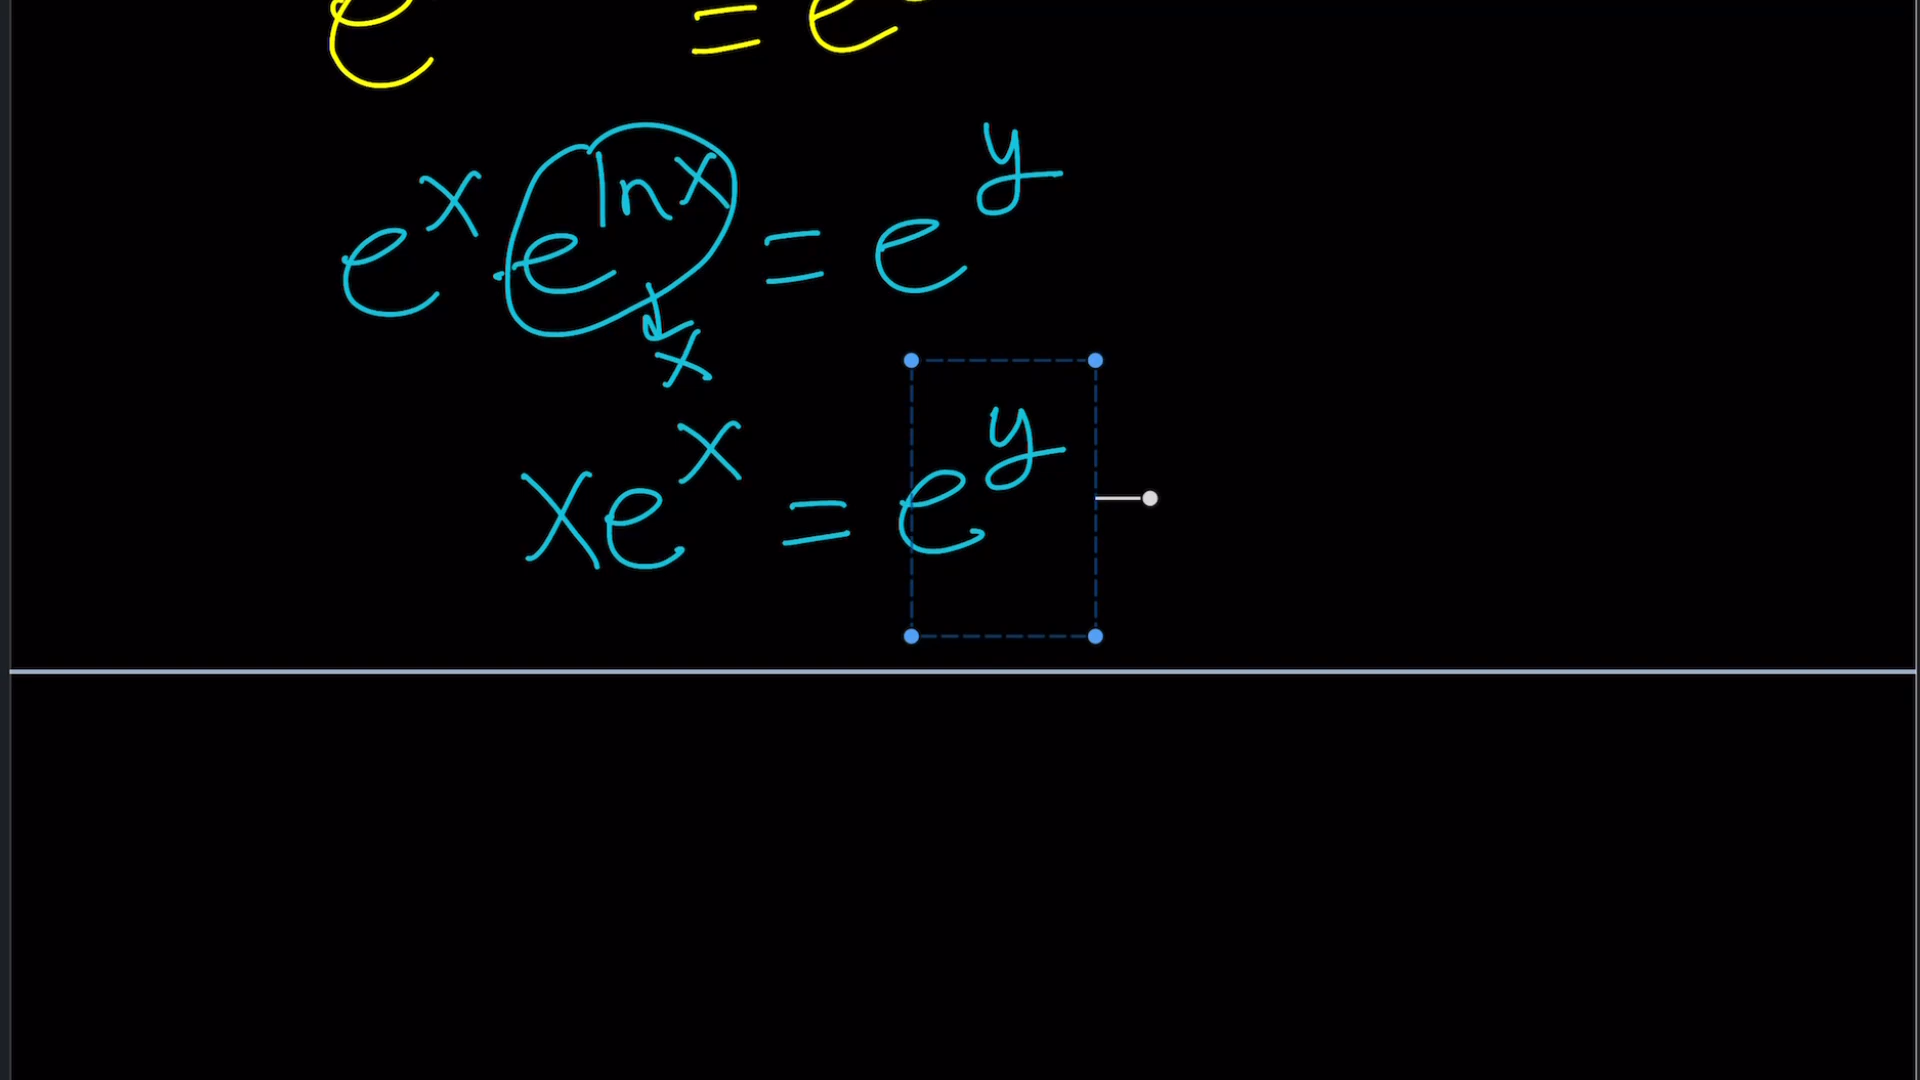 e = e
e^x · e^{ln x} = e^y
x
xe^x = e^y